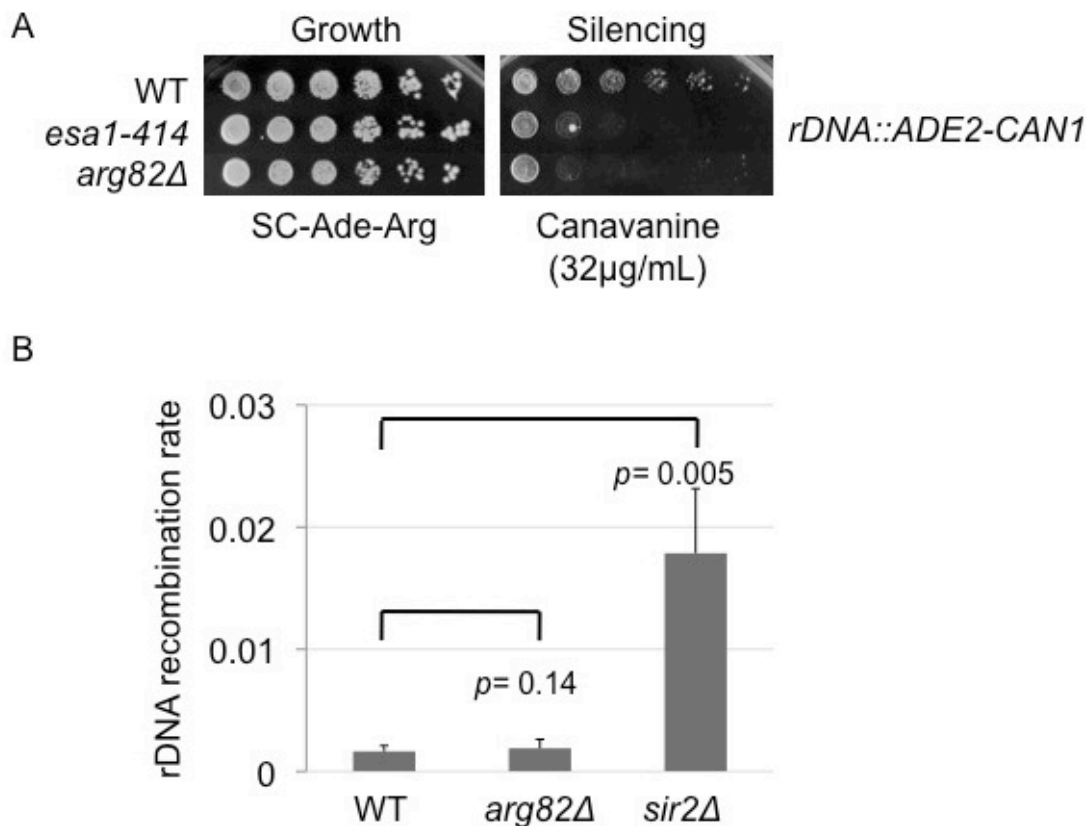 A
Growth
Silencing
WT
esa1-414
arg82Δ
rDNA::ADE2-CAN1
SC-Ade-Arg
Canavanine
(32µg/mL)
B
rDNA recombination rate
0.03
0.02
0.01
0
p= 0.005
p= 0.14
WT
arg82Δ
sir2Δ